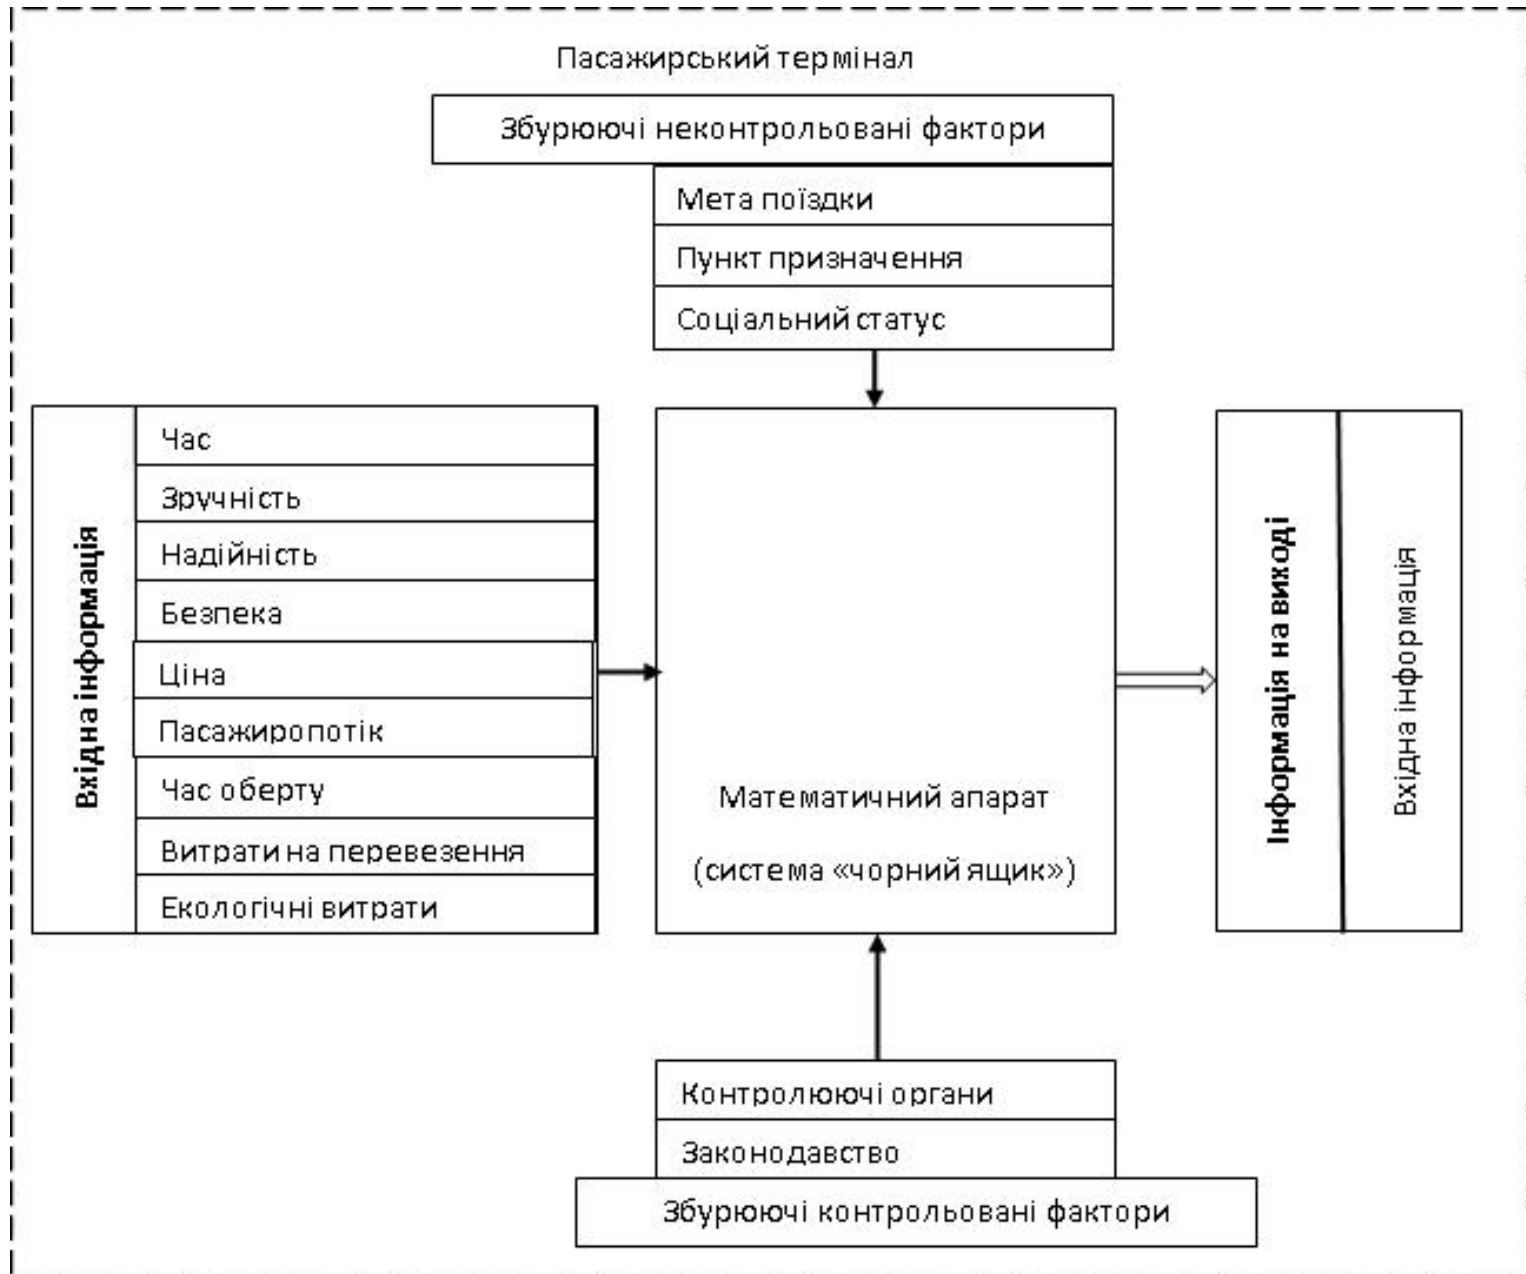 Пасажирський термінал
Збурюючі неконтрольовані фактори
Мета поїздки
Пункт призначення
Соціальний статус
Вхідна інформація
Час
Зручність
Надійність
Безпека
Ціна
Пасажиропотік
Час оберту
Витрати на перевезення
Екологічні витрати
Математичний апарат
(система «чорний ящик»)
Інформація на виході
Вхідна інформація
Контролюючі органи
Законодавство
Збурюючі контрольовані фактори